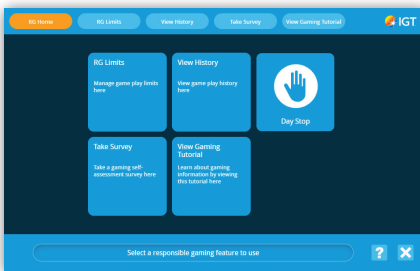 RG Home
RG Limits
View History
Take Survey
View Gaming Tutorial
IGT
RG Limits
Manage game play limits
here
View History
View game play history
here
Day Stop
Take Survey
Take a gaming self-
assessment survey here
View Gaming
Tutorial
Learn about gaming
information by viewing
this tutorial here
Select a responsible gaming feature to use
?